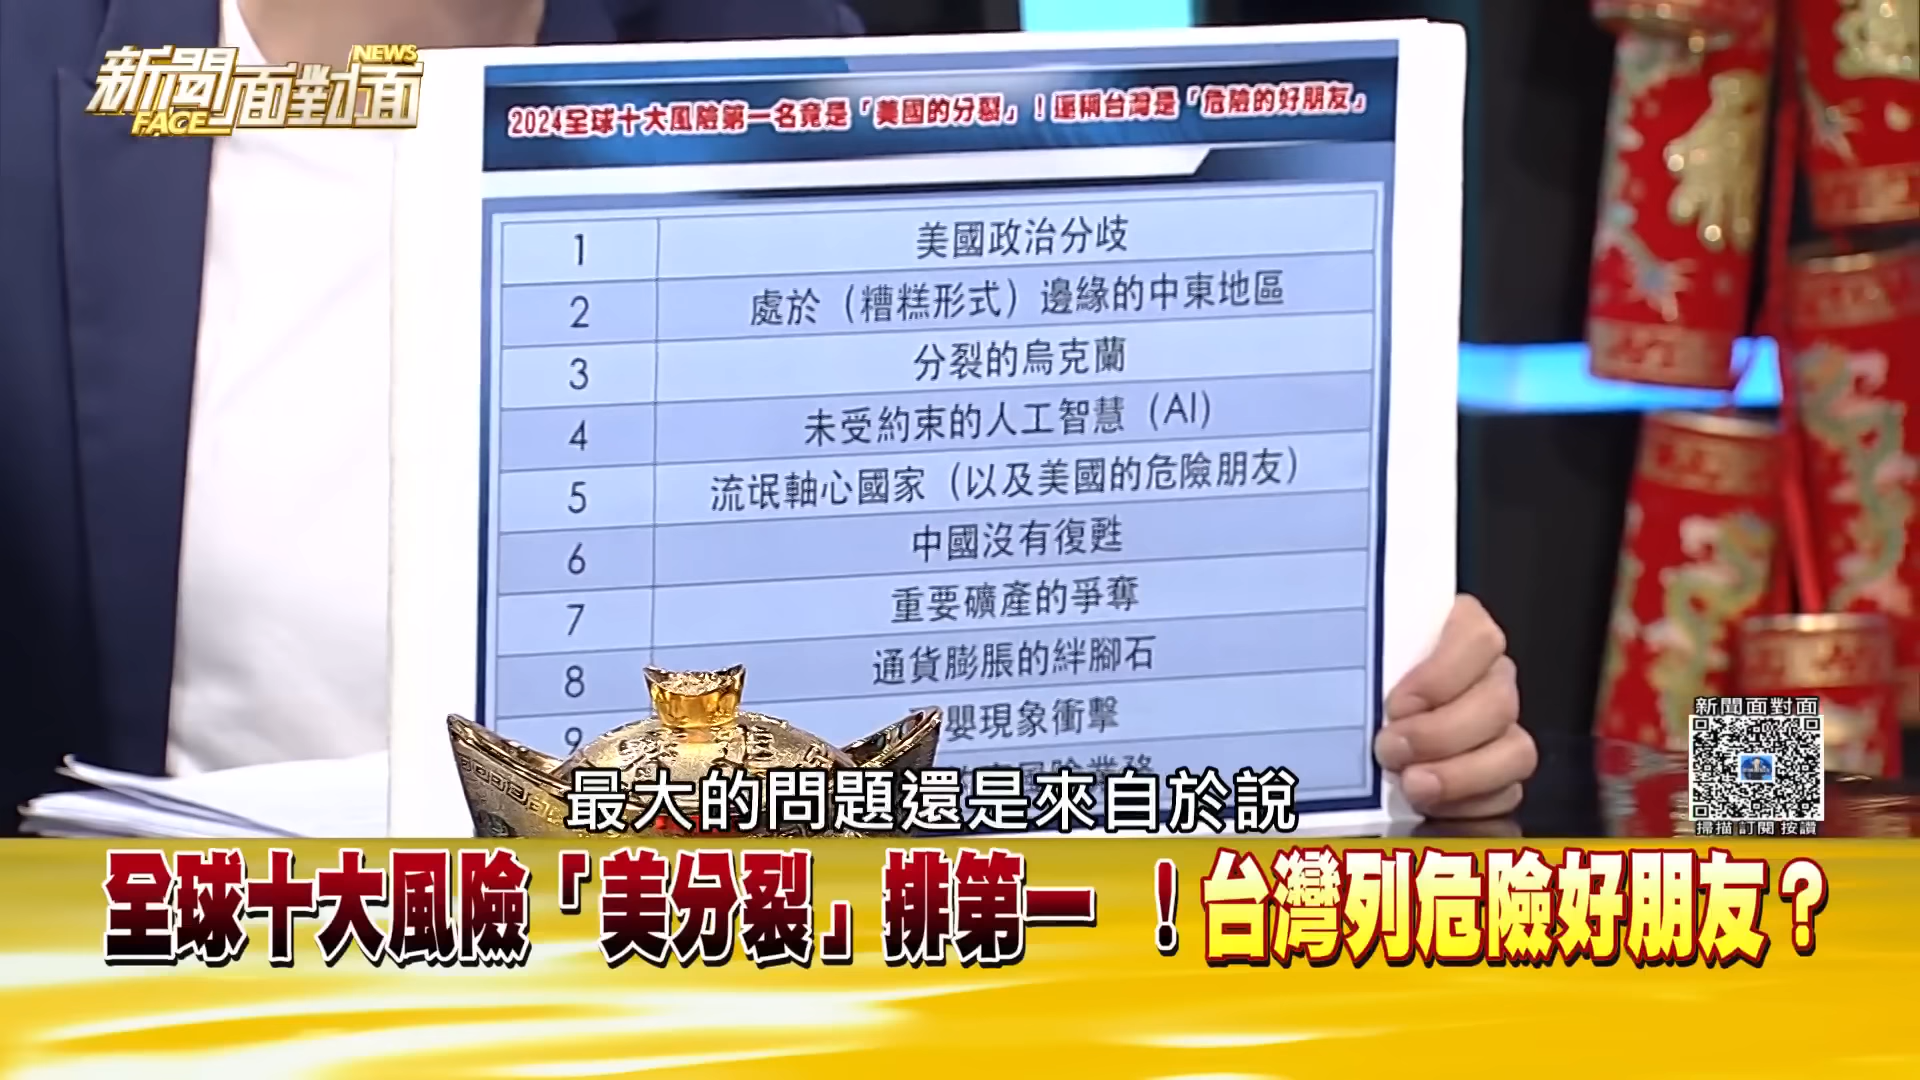 新聞面對面
NEWS
FACE
2024全球十大風險第一名竟是「美國的分裂」！還稱台灣是「危險的好朋友」
1 美國政治分歧
2 處於（糟糕形式）邊緣的中東地區
3 分裂的烏克蘭
4 未受約束的人工智慧（AI）
5 流氓軸心國家（以及美國的危險朋友）
6 中國沒有復甦
7 重要礦產的爭奪
8 通貨膨脹的絆腳石
9 嬰現象衝擊
風險業務
新聞面對面
掃描 訂閱 按讚
最大的問題還是來自於說
全球十大風險「美分裂」排第一 ！台灣列危險好朋友？